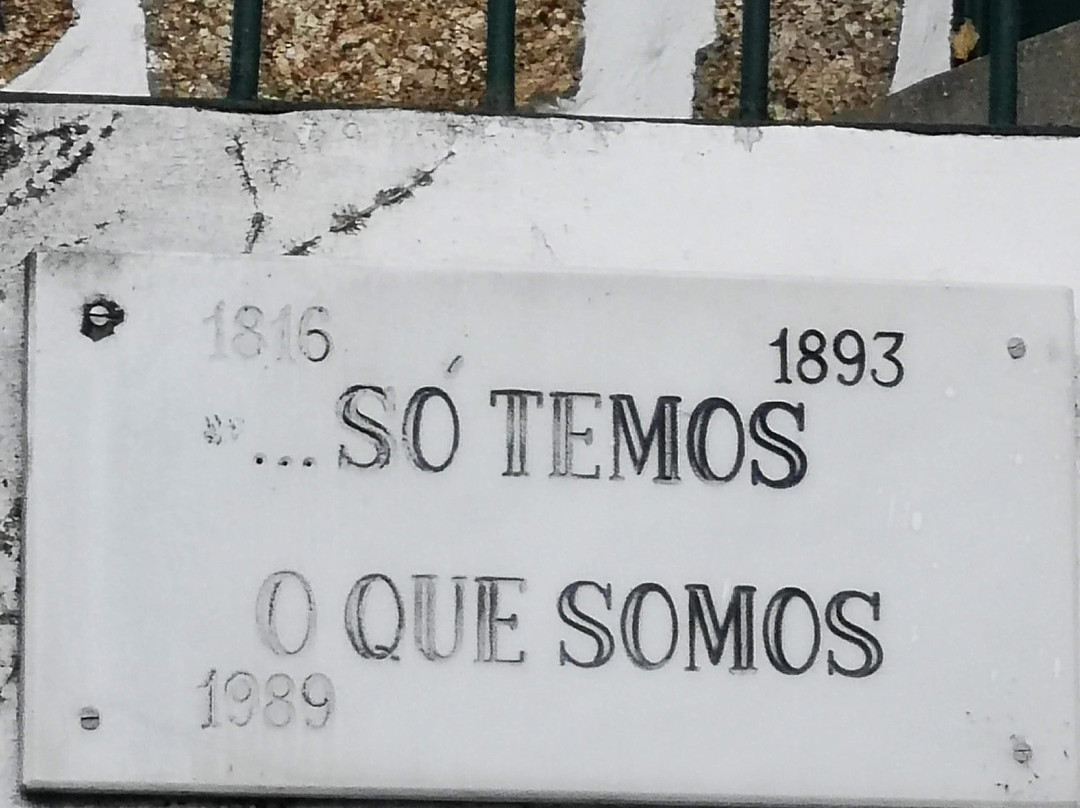 1816 1893
"... SÓ TEMOS
O QUE SOMOS
1989